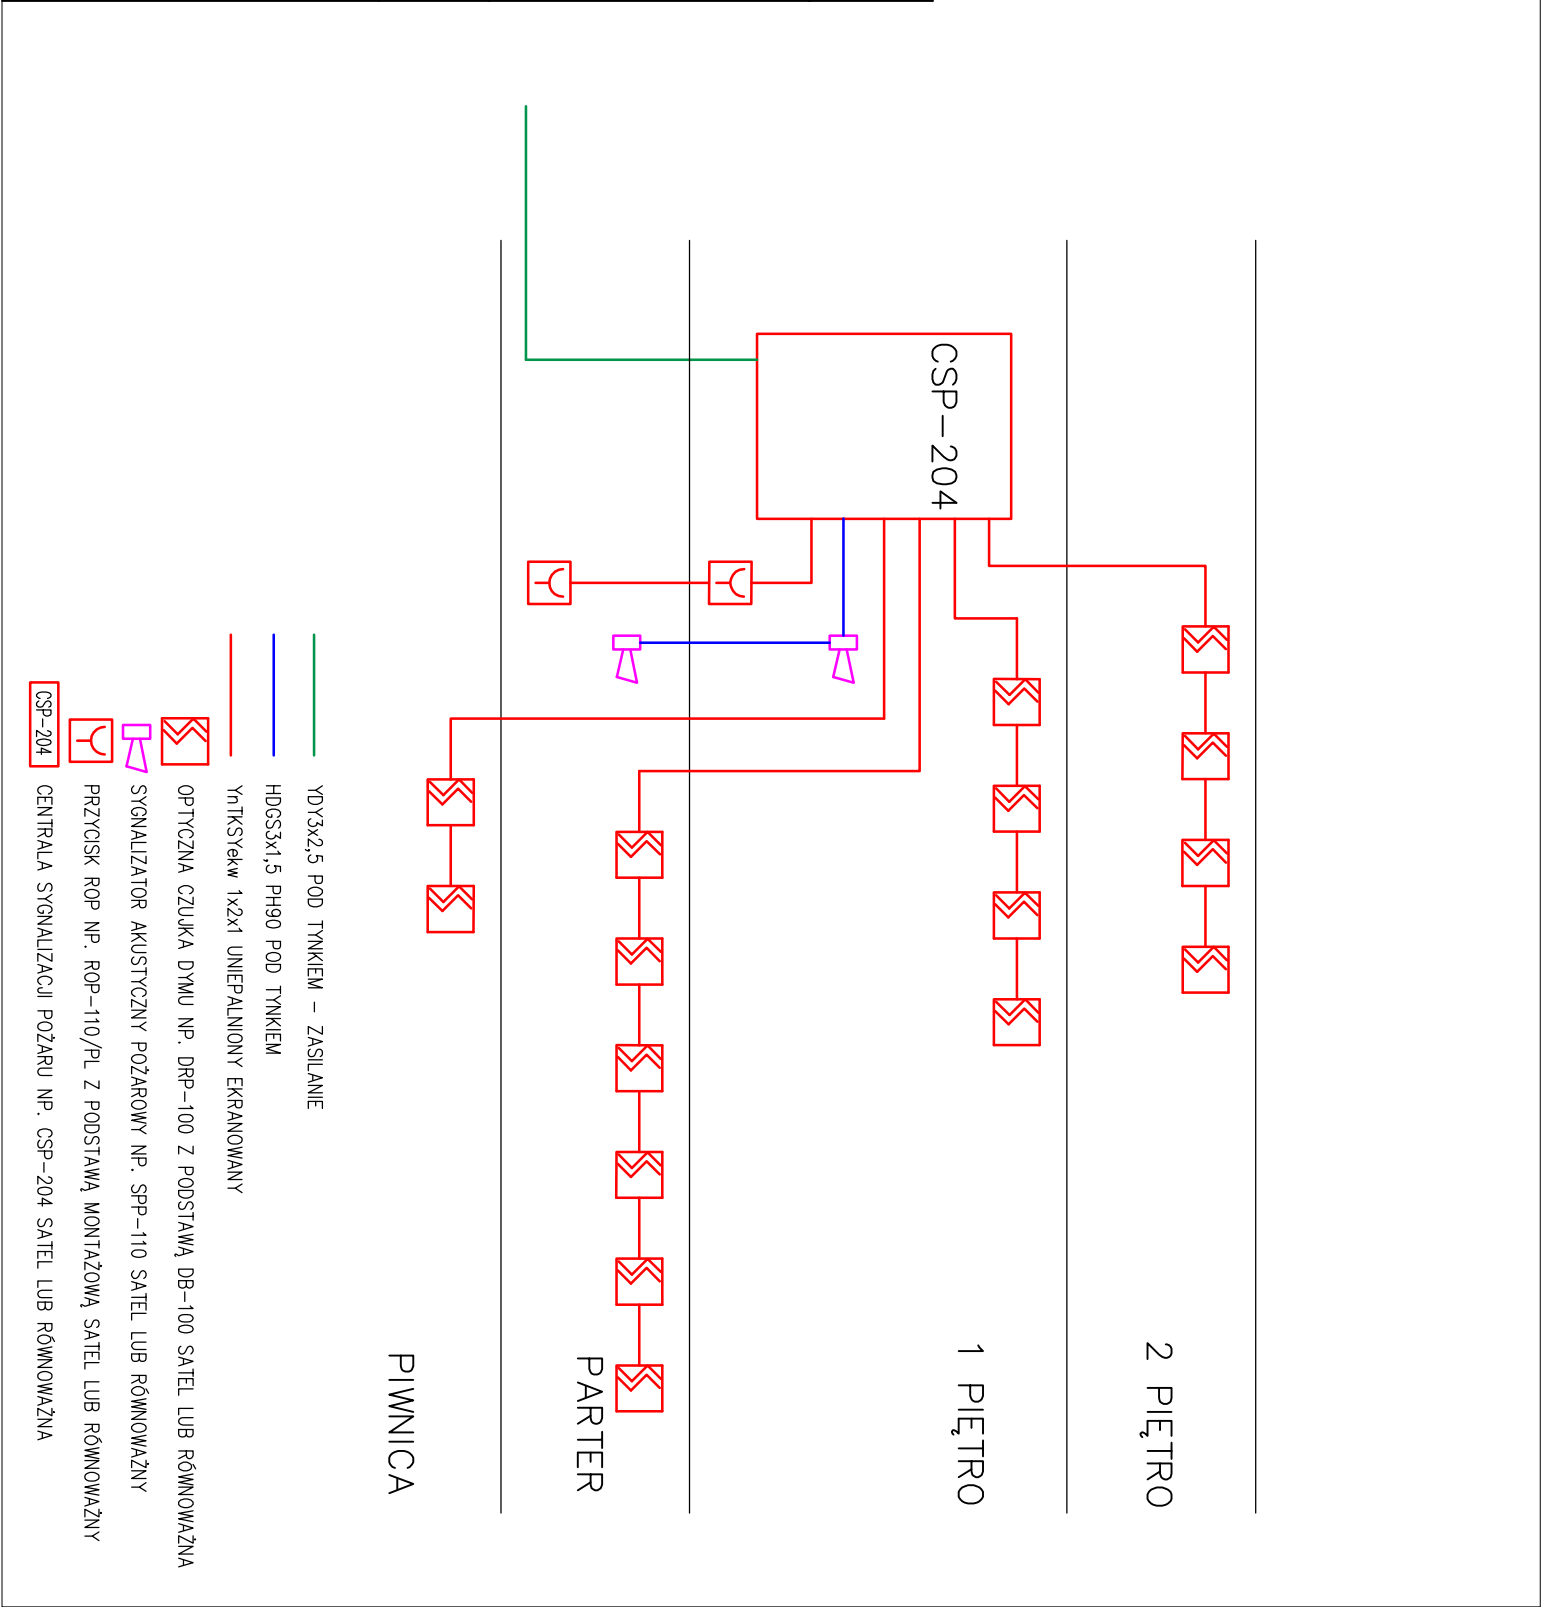 2 PIĘTRO
CSP-204
1 PIĘTRO
PARTER
PIWNICA
YDY3x2,5 POD TYNKIEM - ZASILANIE
HDGS3x1,5 PH90 POD TYNKIEM
YnTKSYekw 1x2x1 UNIEPALNIONY EKRANOWANY
OPTYCZNA CZUJKA DYMU NP. DRP-100 Z PODSTAWĄ DB-100 SATEL LUB RÓWNOWAŻNA
SYGNALIZATOR AKUSTYCZNY POŻAROWY NP. SPP-110 SATEL LUB RÓWNOWAŻNY
PRZYCISK ROP NP. ROP-110/PL Z PODSTAWĄ MONTAŻOWĄ SATEL LUB RÓWNOWAŻNY
CSP-204 CENTRALA SYGNALIZACJI POŻARU NP. CSP-204 SATEL LUB RÓWNOWAŻNA